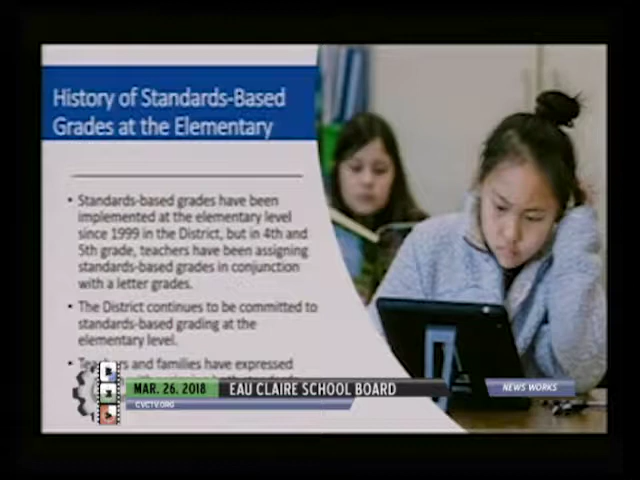 History of Standards-Based
Grades at the Elementary
• Standards-based grades have been
implemented at the elementary level
since 1999 in the District, but in 4th and
5th grade, teachers have been assigning
standards-based grades in conjunction
with a letter grades.
• The District continues to be committed to
standards-based grading at the
elementary level.
• Teachers and families have expressed
MAR. 26. 2018 EAU CLAIRE SCHOOL BOARD NEWS WORKS
CVCTV.ORG